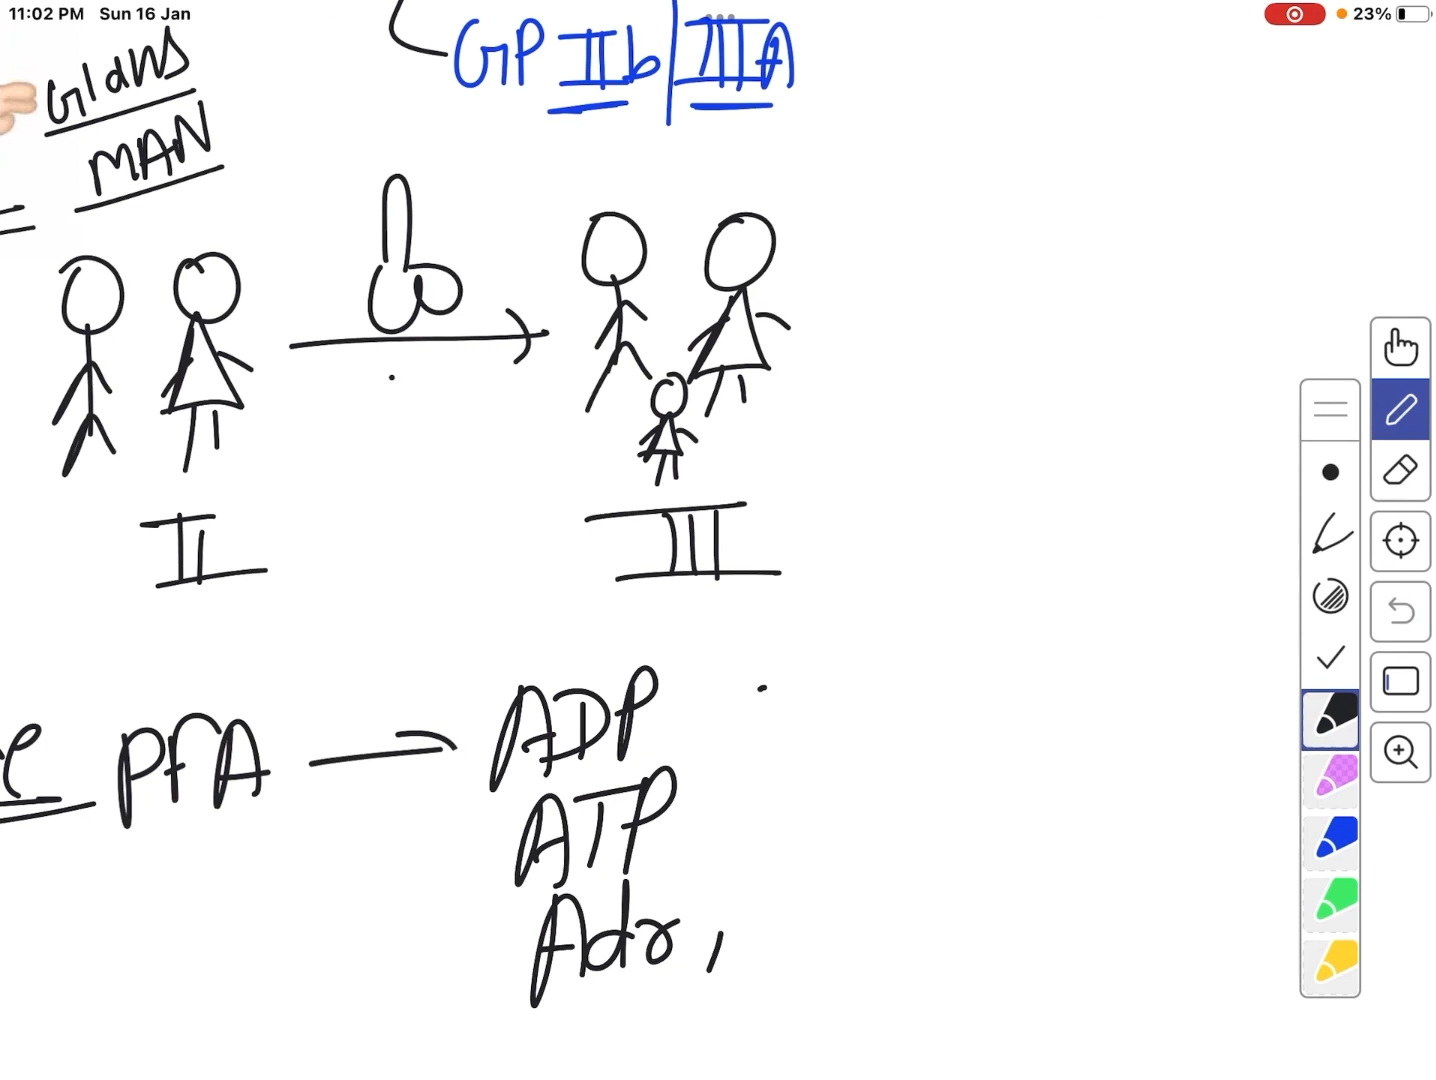 11:02 PM Sun 16 Jan
23%
GP IIb/IIIA
Glans
MAN
b
II
III
PFA → ADP
ATP
Adr,